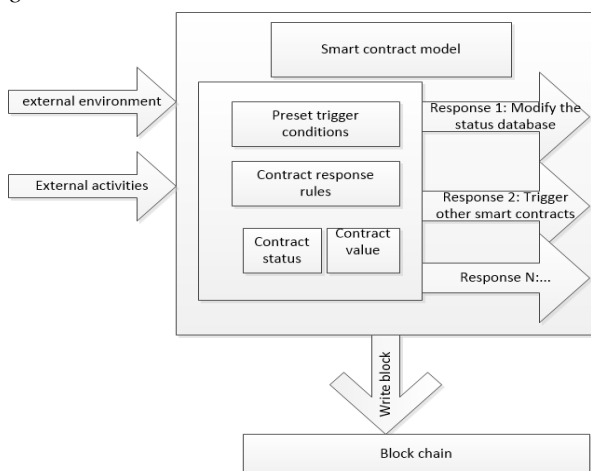 Smart contract model
external environment
Preset trigger
conditions
Response 1: Modify the
status database
External activities
Contract response
rules
Response 2: Trigger
other smart contracts
Contract
status
Contract
value
Response N:...
Write block
Block chain